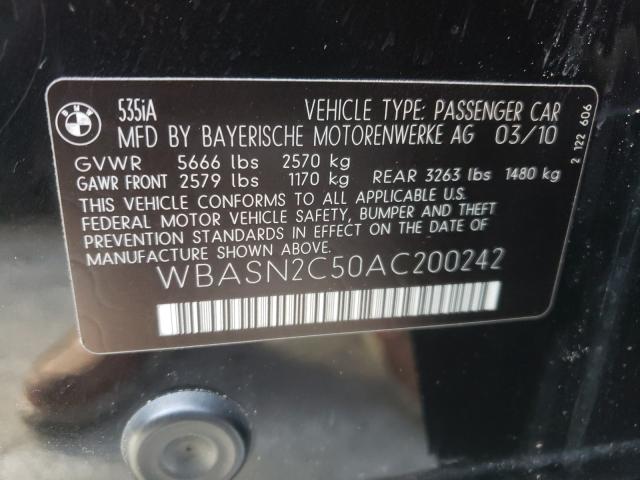 BMW
535iA VEHICLE TYPE: PASSENGER CAR
MFD BY BAYERISCHE MOTORENWERKE AG 03/10
GVWR 5666 lbs 2570 kg
GAWR FRONT 2579 lbs 1170 kg REAR 3263 lbs 1480 kg
THIS VEHICLE CONFORMS TO ALL APPLICABLE U.S.
FEDERAL MOTOR VEHICLE SAFETY, BUMPER AND THEFT
PREVENTION STANDARDS IN EFFECT ON THE DATE OF
MANUFACTURE SHOWN ABOVE.
WBASN2C50AC200242
2 122 606